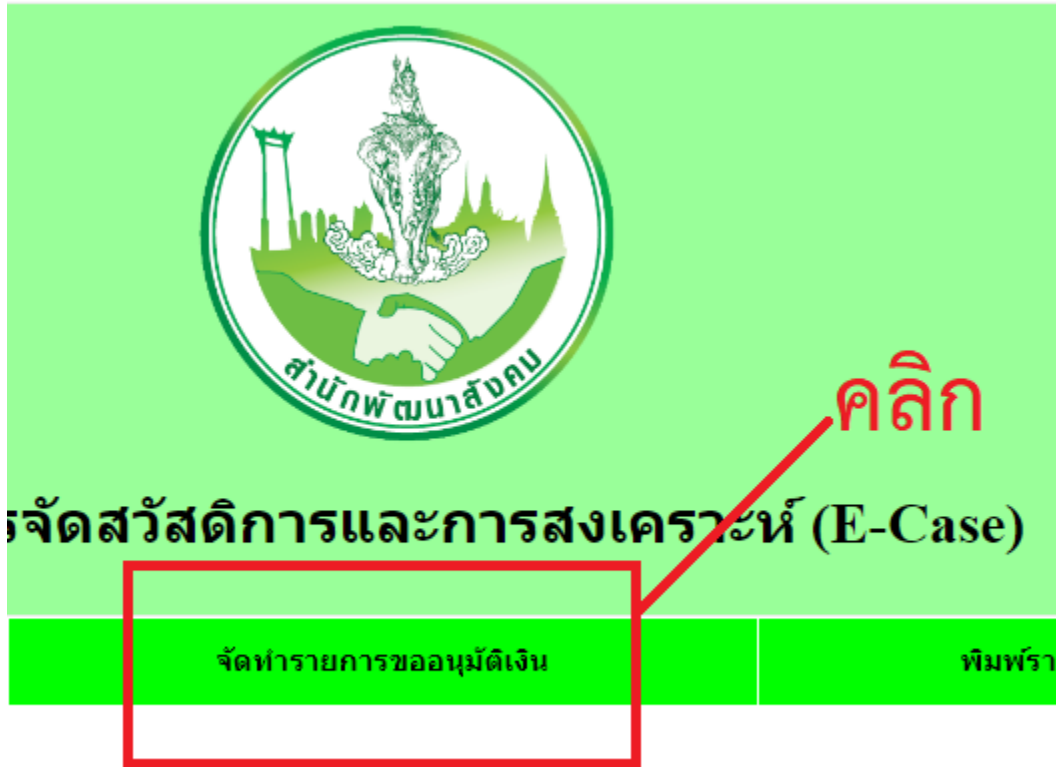 สำนักพัฒนาสังคม
คลิก
รจัดสวัสดิการและการสงเคราะห์ (E-Case)
จัดทำรายการขออนุมัติเงิน
พิมพ์รา